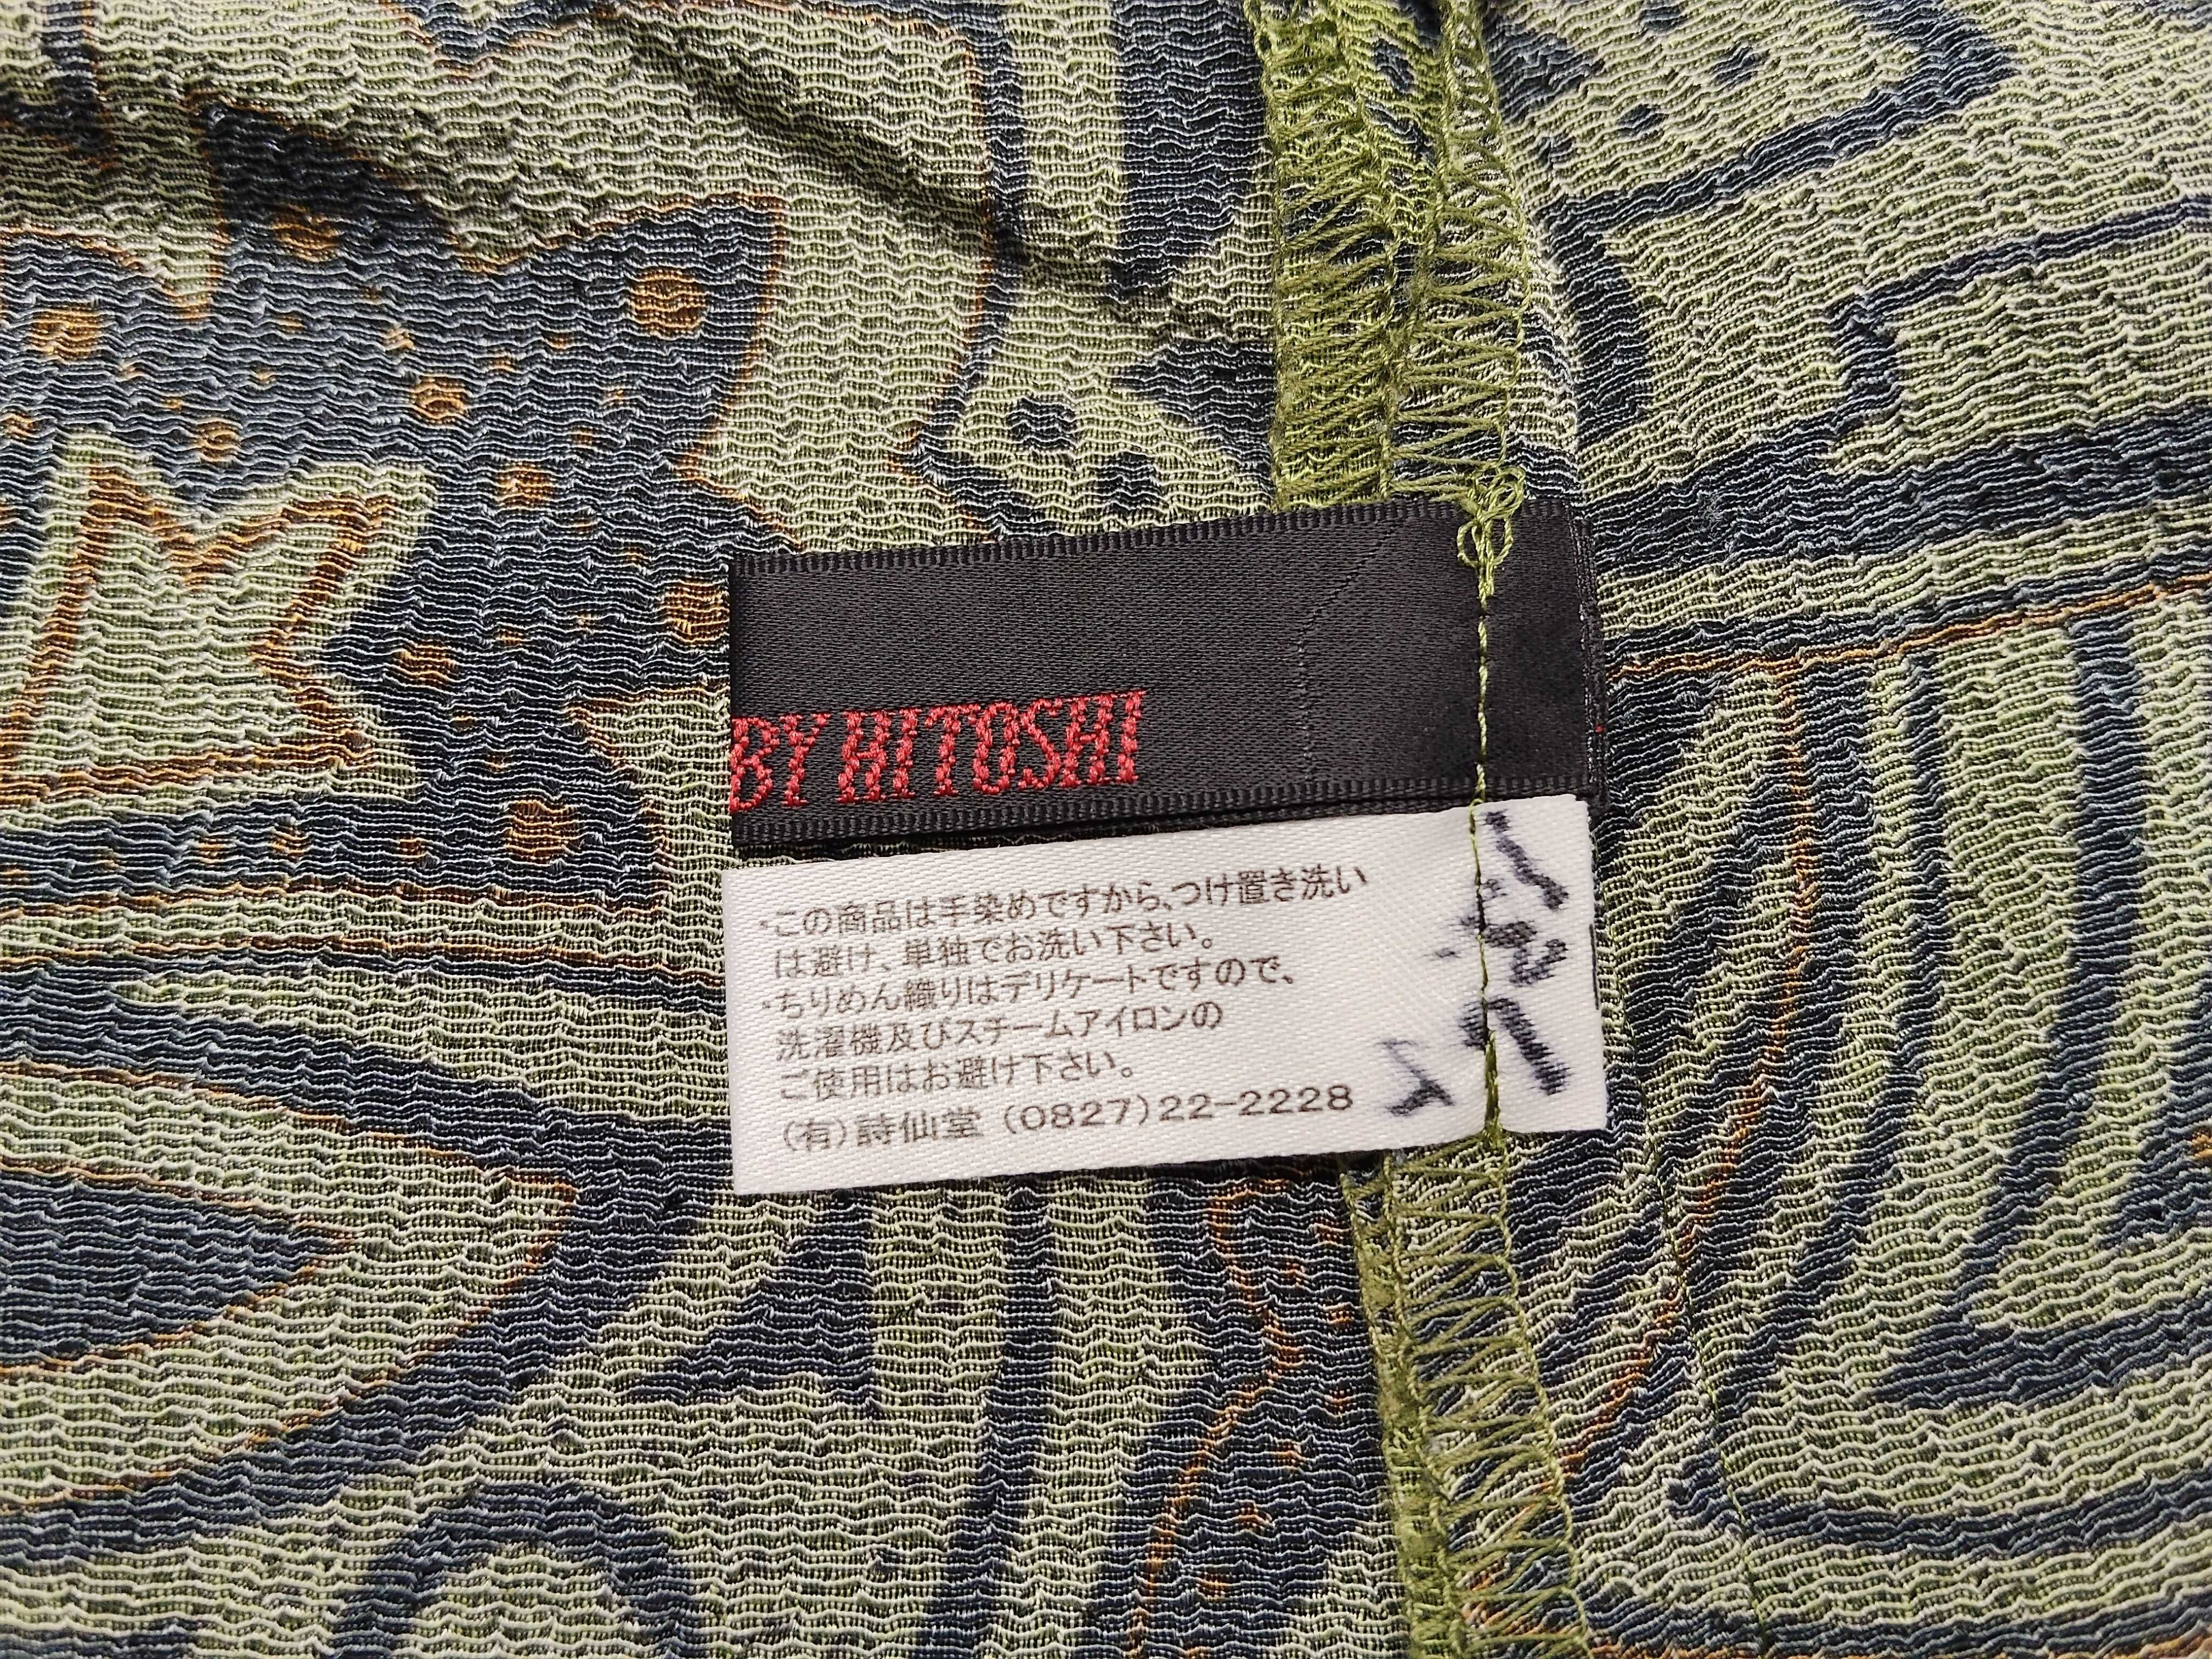 BY HITOSHI
・この商品は手染めですから、つけ置き洗い
は避け、単独でお洗い下さい。
・ちりめん織りはデリケートですので、
洗濯機及びスチームアイロンの
ご使用はお避け下さい。
(有)詩仙堂 (0827)22-2228